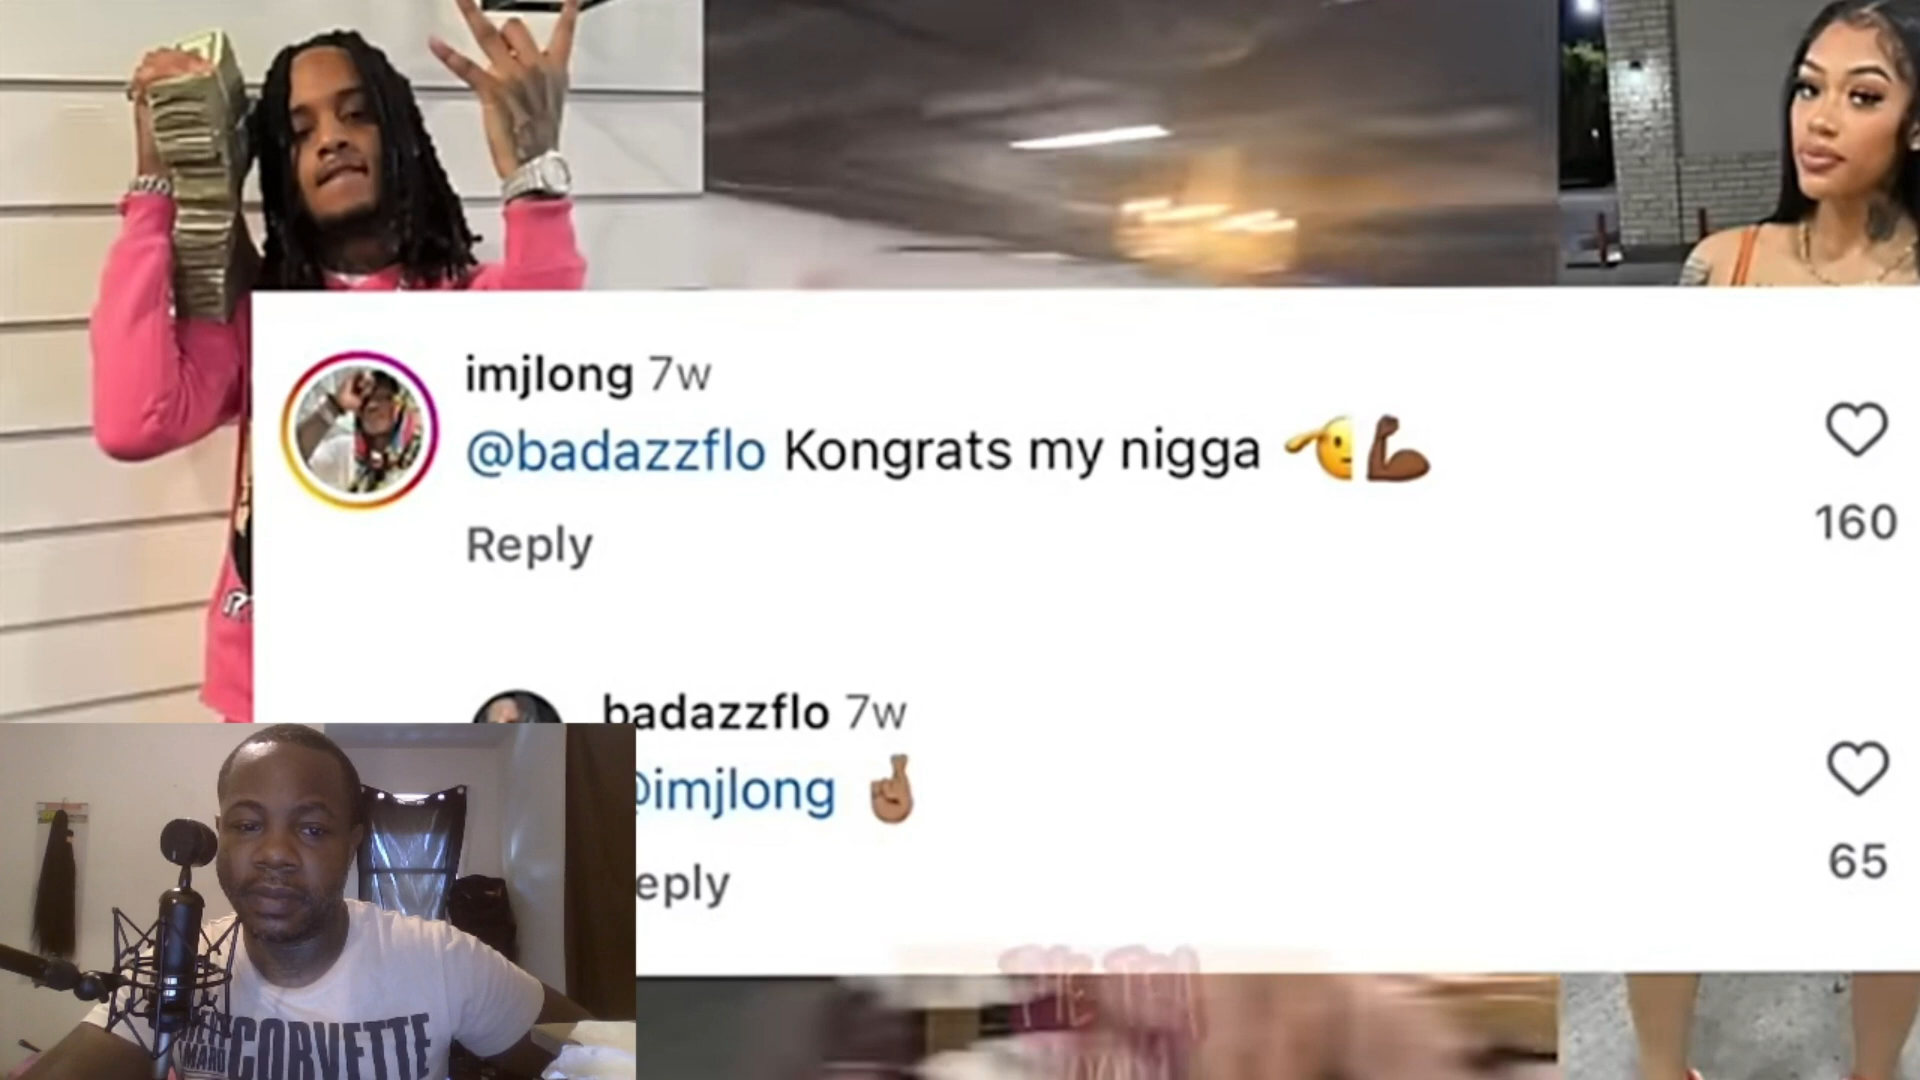 imjlong 7w
@badazzflo Kongrats my nigga 🫡💪🏾
160
Reply
badazzflo 7w
@imjlong 🤞🏽
65
eply
CORVETTE